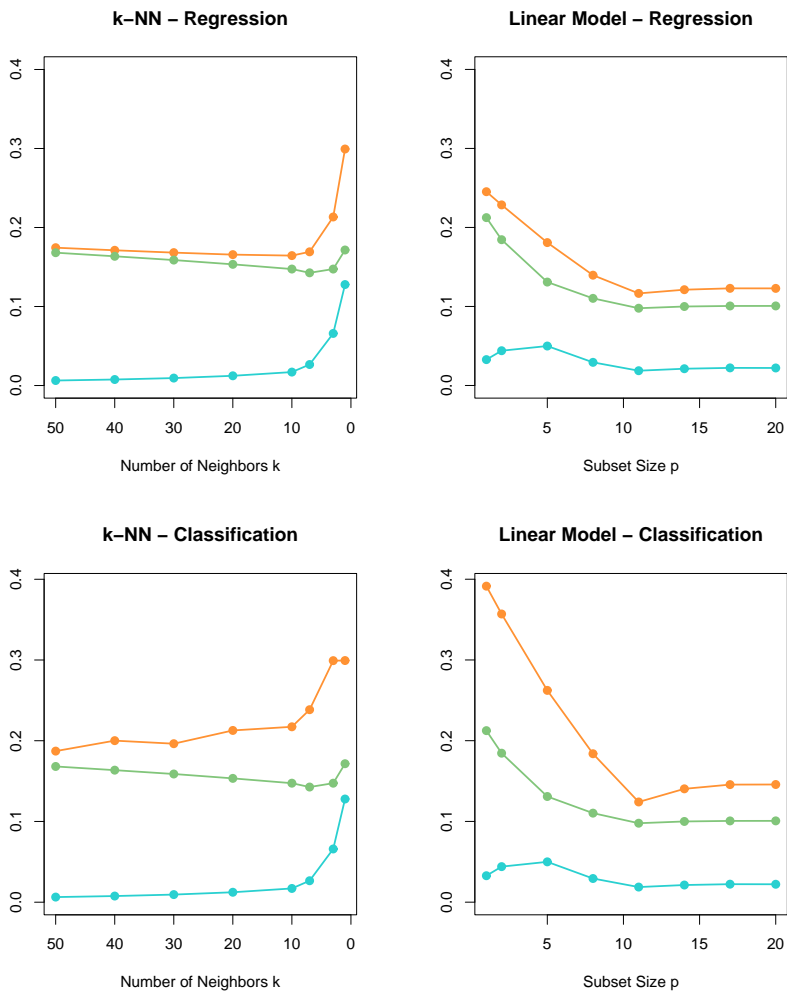 k−NN − Regression
0.0 0.1 0.2 0.3 0.4
50 40 30 20 10 0
Number of Neighbors k
Linear Model − Regression
0.0 0.1 0.2 0.3 0.4
5 10 15 20
Subset Size p
k−NN − Classification
0.0 0.1 0.2 0.3 0.4
50 40 30 20 10 0
Number of Neighbors k
Linear Model − Classification
0.0 0.1 0.2 0.3 0.4
5 10 15 20
Subset Size p